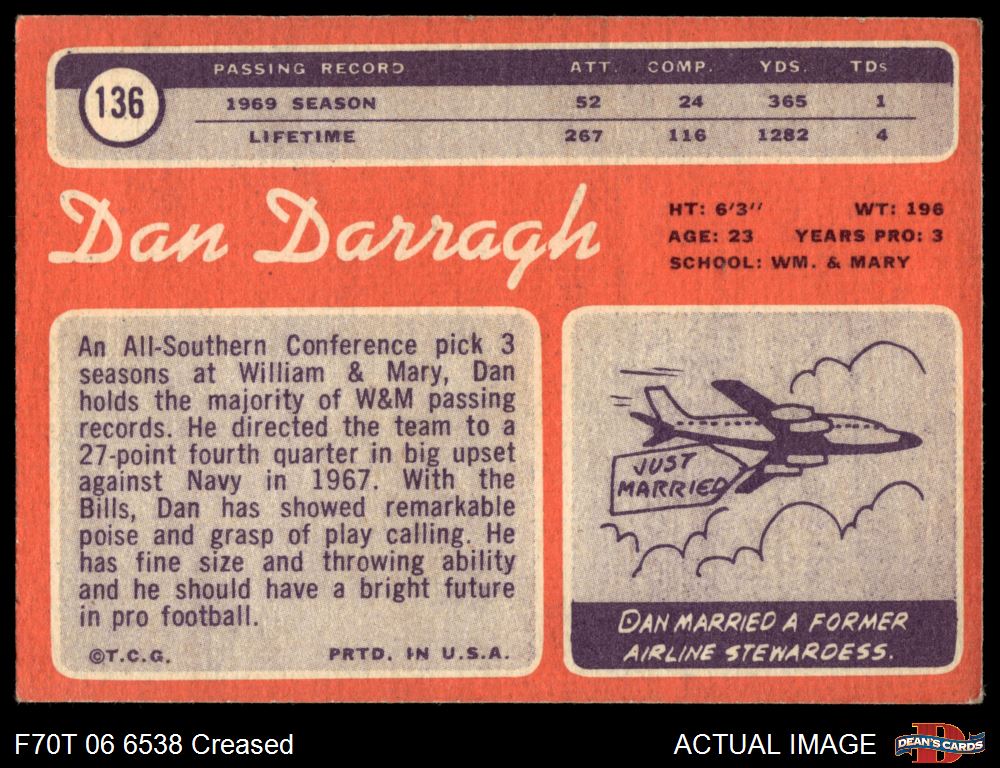 136
PASSING RECORD ATT. COMP. YDS. TDs
1969 SEASON 52 24 365 1
LIFETIME 267 116 1282 4
Dan Darragh
HT: 6'3" WT: 196
AGE: 23 YEARS PRO: 3
SCHOOL: WM. & MARY
An All-Southern Conference pick 3
seasons at William & Mary, Dan
holds the majority of W&M passing
records. He directed the team to a
27-point fourth quarter in big upset
against Navy in 1967. With the
Bills, Dan has showed remarkable
poise and grasp of play calling. He
has fine size and throwing ability
and he should have a bright future
in pro football.
©T.C.G. PRTD. IN U.S.A.
JUST
MARRIED
DAN MARRIED A FORMER
AIRLINE STEWARDESS.
F70T 06 6538 Creased
ACTUAL IMAGE
D
DEAN'S CARDS